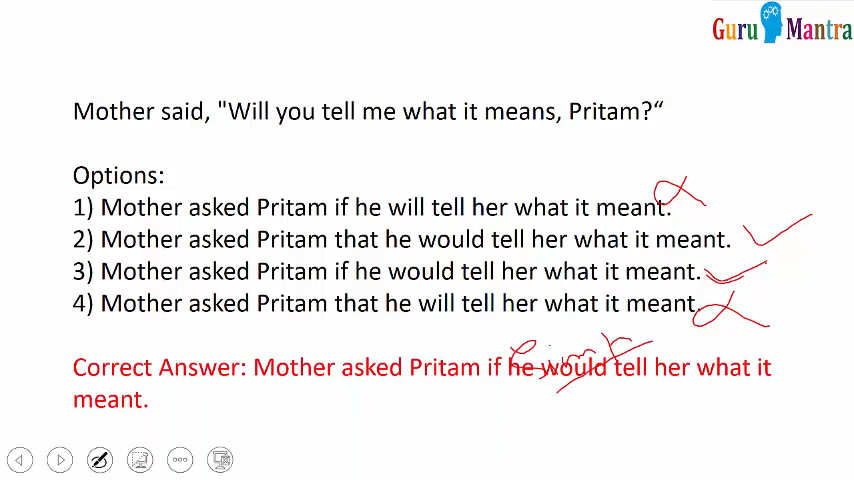 Guru Mantra
Mother said, "Will you tell me what it means, Pritam?“
Options:
1) Mother asked Pritam if he will tell her what it meant.
2) Mother asked Pritam that he would tell her what it meant.
3) Mother asked Pritam if he would tell her what it meant.
4) Mother asked Pritam that he will tell her what it meant.
Correct Answer: Mother asked Pritam if he would tell her what it
meant.